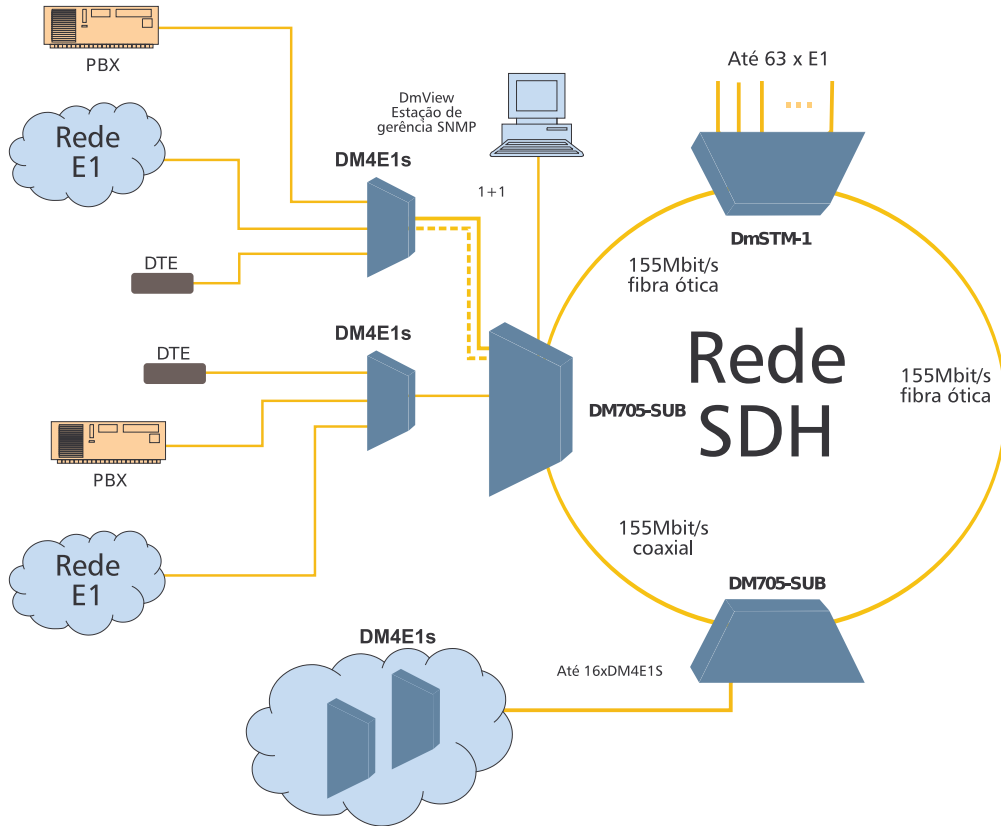 PBX
Rede
E1
DTE
DM4E1s
DmView
Estação de
gerência SNMP
1+1
Até 63 x E1
DmSTM-1
155Mbit/s
fibra ótica
Rede
SDH
155Mbit/s
fibra ótica
DM4E1s
DTE
PBX
DM705-SUB
Rede
E1
155Mbit/s
coaxial
DM705-SUB
DM4E1s
Até 16xDM4E1S